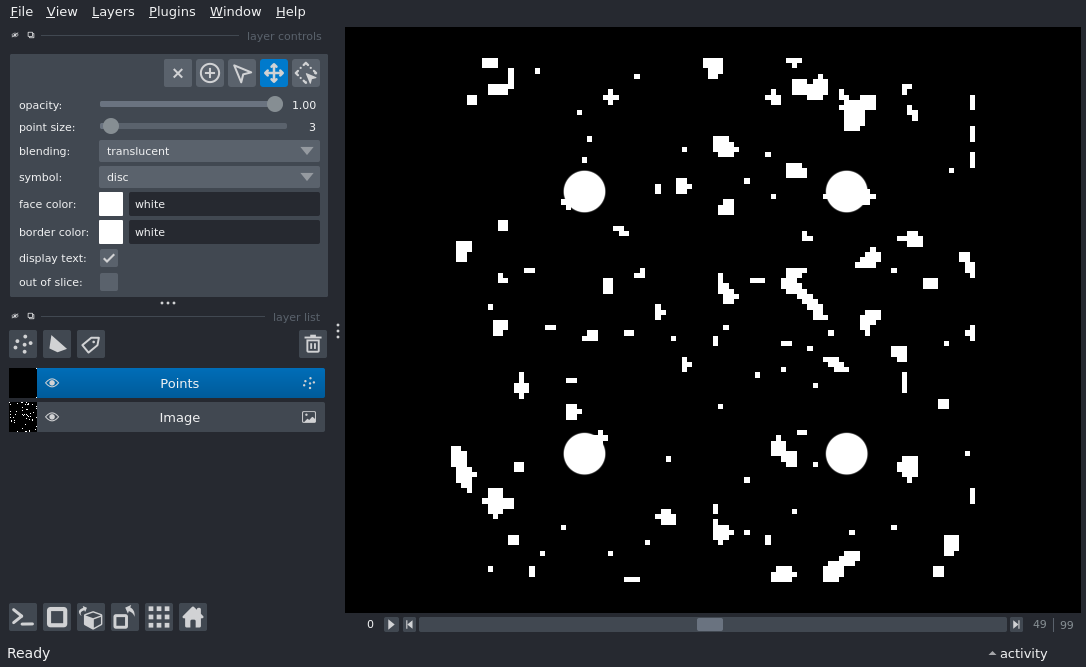 File View Layers Plugins Window Help
layer controls
opacity: 1.00
point size: 3
blending: translucent
symbol: disc
face color: white
border color: white
display text:
out of slice:
layer list
Points
Image
0 49 99
Ready activity